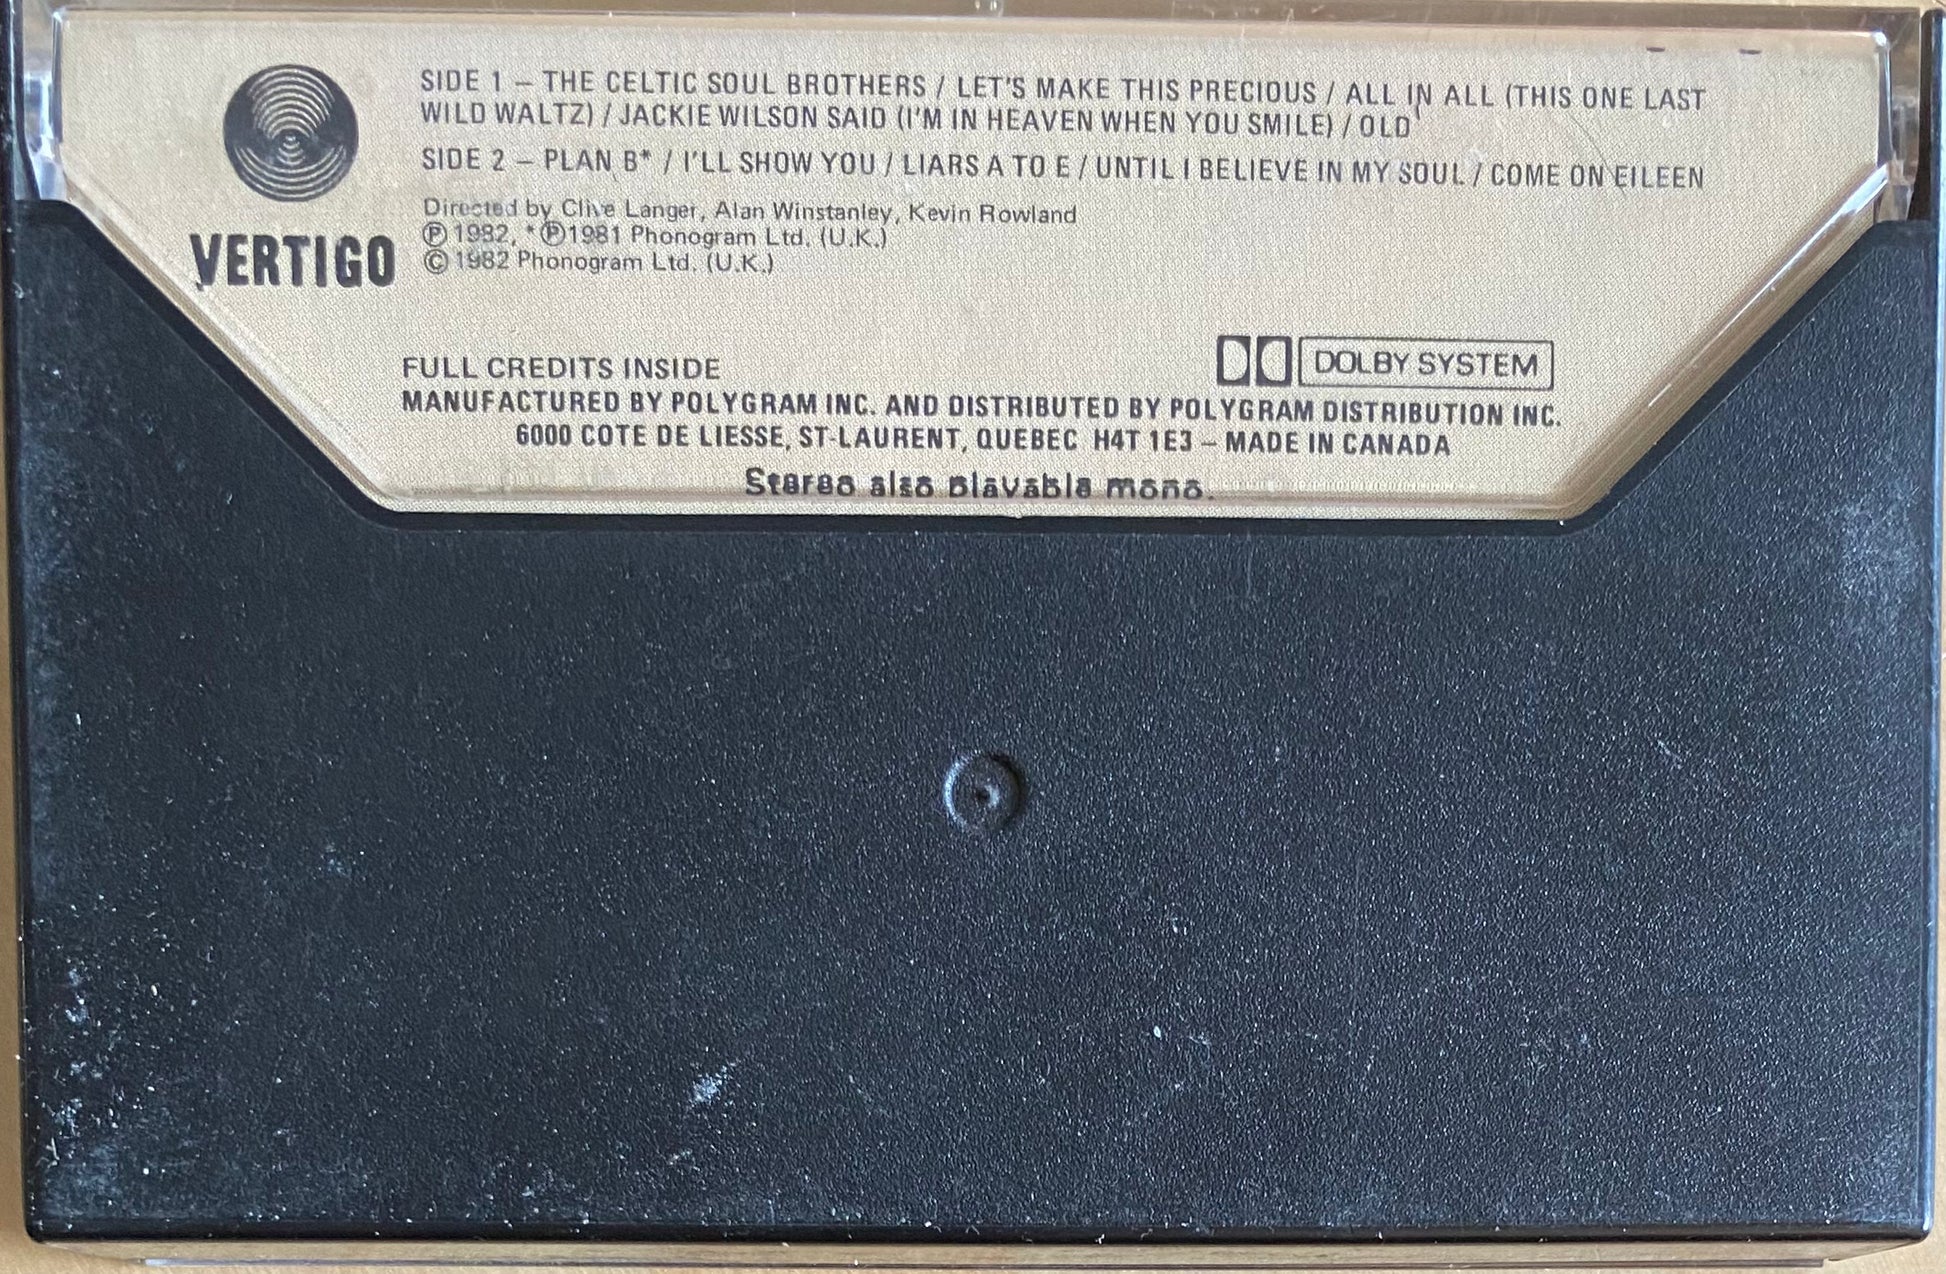 SIDE 1 – THE CELTIC SOUL BROTHERS / LET'S MAKE THIS PRECIOUS / ALL IN ALL (THIS ONE LAST
WILD WALTZ) / JACKIE WILSON SAID (I'M IN HEAVEN WHEN YOU SMILE) / OLD
SIDE 2 – PLAN B* / I'LL SHOW YOU / LIARS A TO E / UNTIL I BELIEVE IN MY SOUL / COME ON EILEEN
Directed by Clive Langer, Alan Winstanley, Kevin Rowland
Ⓟ 1982, *Ⓟ1981 Phonogram Ltd. (U.K.)
© 1982 Phonogram Ltd. (U.K.)
VERTIGO
FULL CREDITS INSIDE
DOLBY SYSTEM
MANUFACTURED BY POLYGRAM INC. AND DISTRIBUTED BY POLYGRAM DISTRIBUTION INC.
6000 COTE DE LIESSE, ST-LAURENT, QUEBEC H4T 1E3 – MADE IN CANADA
Stereo also playable mono.